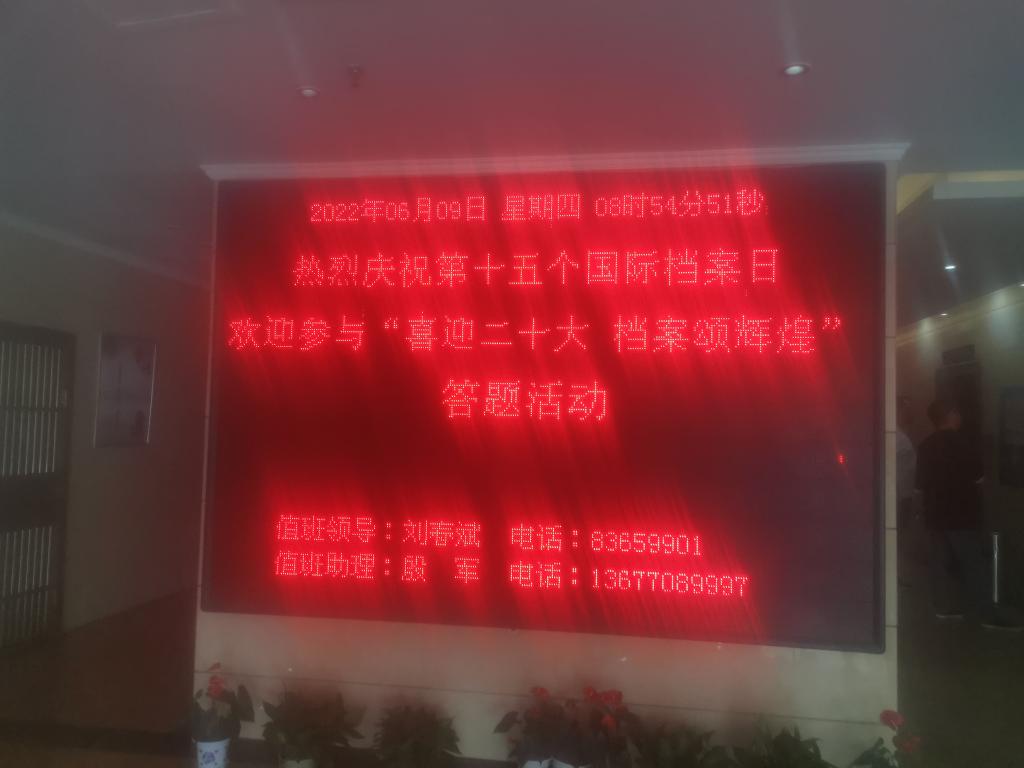 2022年06月09日 星期四 08时54分51秒
热烈庆祝第十五个国际档案日
欢迎参与“喜迎二十大 档案颂辉煌”
答题活动
值班领导：刘春斌 电话：83659901
值班助理：殷 军 电话：13677089997